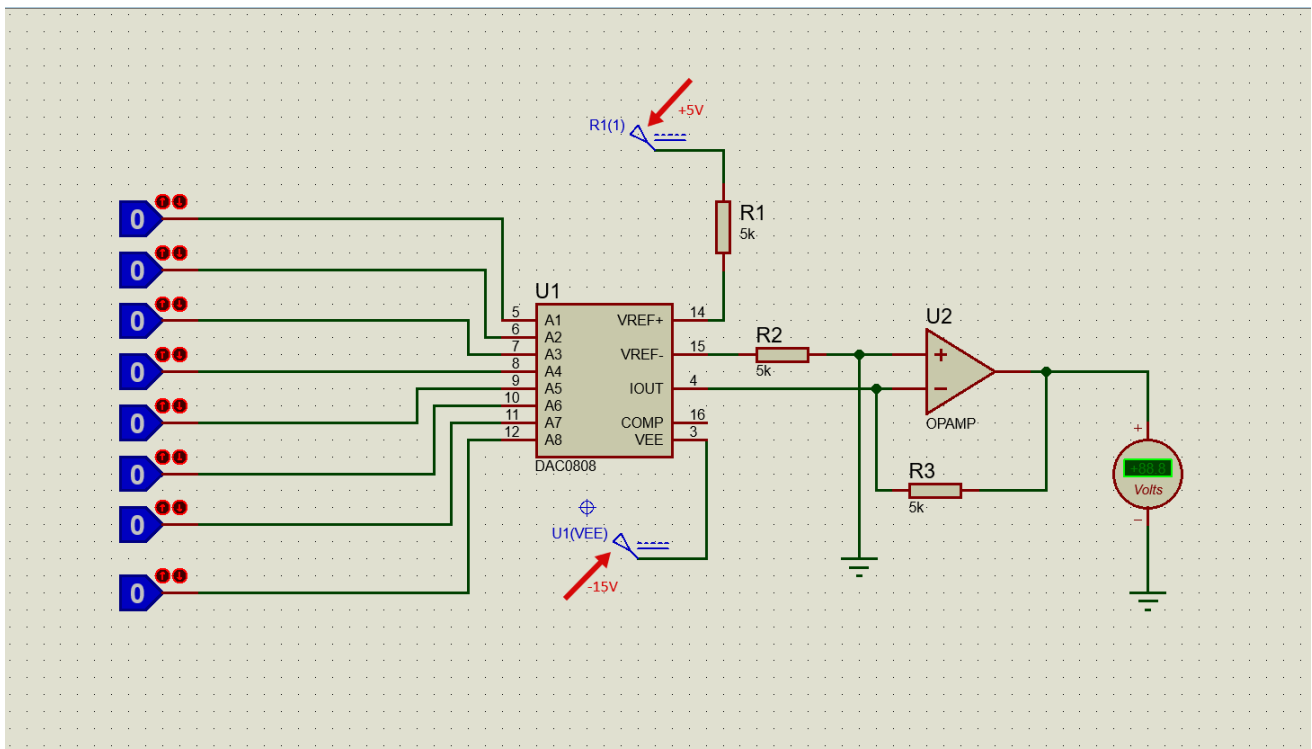 +5V
R1(1)
0
0
0
0
0
0
0
0
R1
5k
U1
5 A1
6 A2
7 A3
8 A4
9 A5
10 A6
11 A7
12 A8
VREF+ 14
VREF- 15
IOUT 4
COMP 16
VEE 3
DAC0808
R2
5k
U2
+
−
OPAMP
R3
5k
+
+88.8
Volts
−
U1(VEE)
-15V